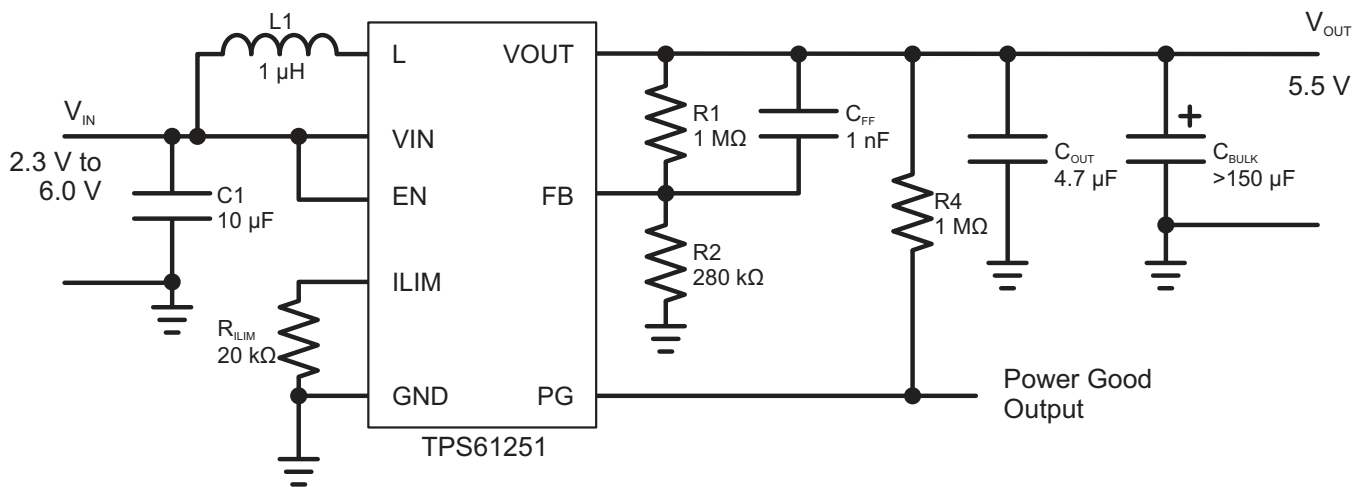 L1
1 µH
L
VOUT
V_OUT
5.5 V
V_IN
2.3 V to
6.0 V
VIN
R1
1 MΩ
C_FF
1 nF
C_OUT
4.7 µF
+
C_BULK
>150 µF
C1
10 µF
EN
FB
R4
1 MΩ
R2
280 kΩ
ILIM
R_ILIM
20 kΩ
GND
PG
Power Good
Output
TPS61251